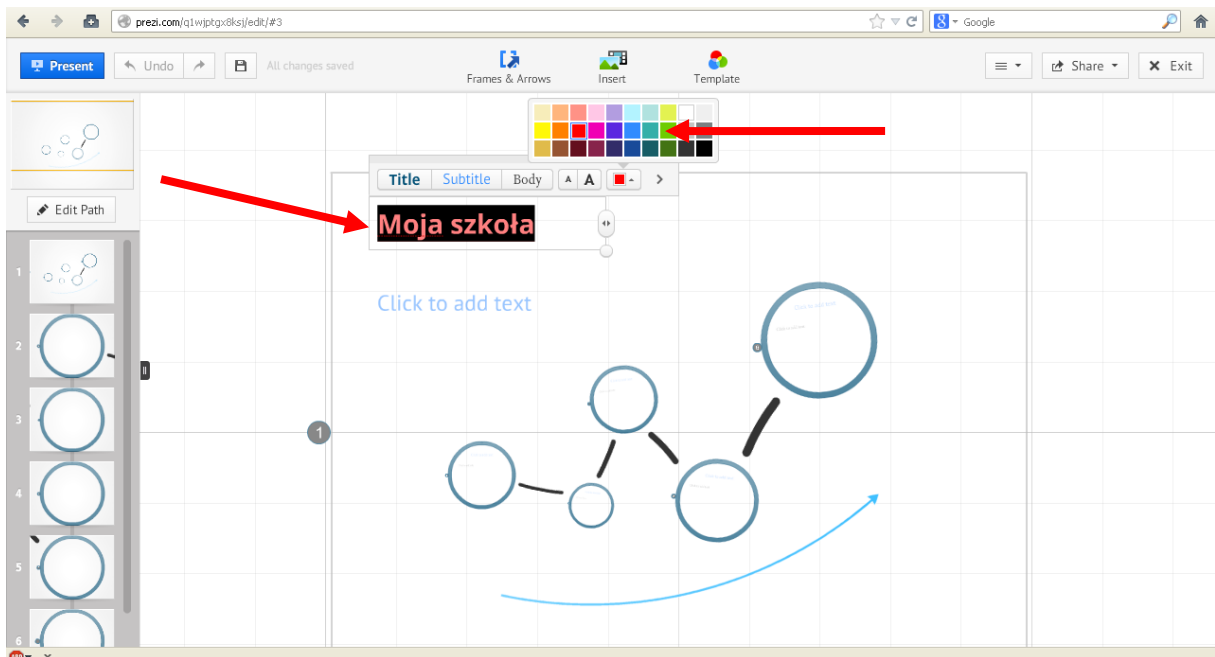 prezi.com/q1wjptgx8ksj/edit/#3
Google
Present
Undo
All changes saved
Frames & Arrows
Insert
Template
Share
Exit
Title Subtitle Body A A
Edit Path
Moja szkoła
Click to add text
1
2
3
4
5
6
1